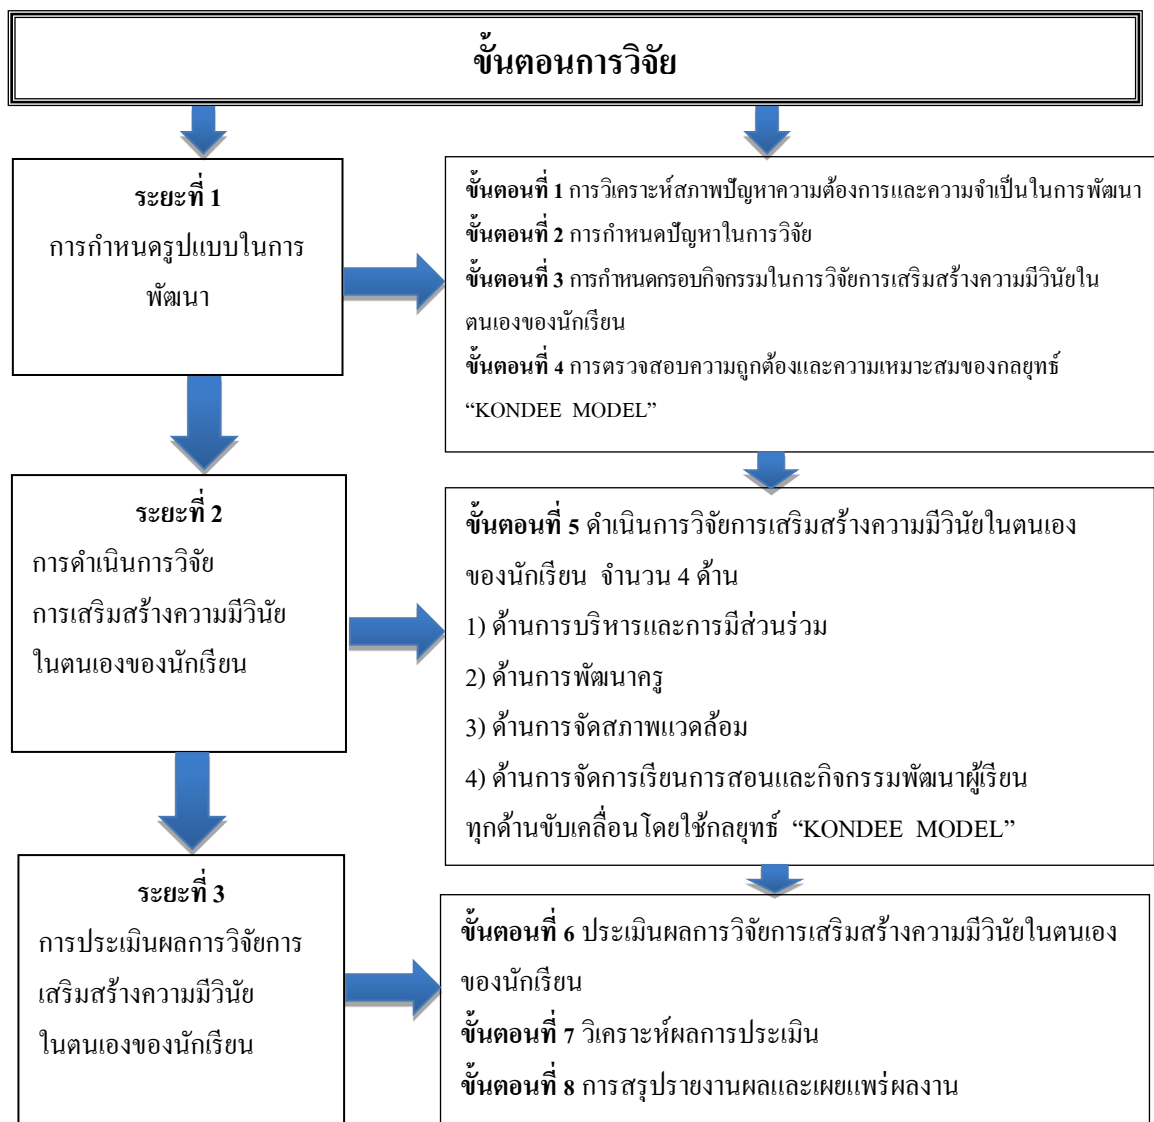 ขั้นตอนการวิจัย
ระยะที่ 1
การกำหนดรูปแบบในการ
พัฒนา
ขั้นตอนที่ 1 การวิเคราะห์สภาพปัญหาความต้องการและความจำเป็นในการพัฒนา
ขั้นตอนที่ 2 การกำหนดปัญหาในการวิจัย
ขั้นตอนที่ 3 การกำหนดกรอบกิจกรรมในการวิจัยการเสริมสร้างความมีวินัยใน
ตนเองของนักเรียน
ขั้นตอนที่ 4 การตรวจสอบความถูกต้องและความเหมาะสมของกลยุทธ์
“KONDEE MODEL”
ระยะที่ 2
การดำเนินการวิจัย
การเสริมสร้างความมีวินัย
ในตนเองของนักเรียน
ขั้นตอนที่ 5 ดำเนินการวิจัยการเสริมสร้างความมีวินัยในตนเอง
ของนักเรียน จำนวน 4 ด้าน
1) ด้านการบริหารและการมีส่วนร่วม
2) ด้านการพัฒนาครู
3) ด้านการจัดสภาพแวดล้อม
4) ด้านการจัดการเรียนการสอนและกิจกรรมพัฒนาผู้เรียน
ทุกด้านขับเคลื่อนโดยใช้กลยุทธ์ “KONDEE MODEL”
ระยะที่ 3
การประเมินผลการวิจัยการ
เสริมสร้างความมีวินัย
ในตนเองของนักเรียน
ขั้นตอนที่ 6 ประเมินผลการวิจัยการเสริมสร้างความมีวินัยในตนเอง
ของนักเรียน
ขั้นตอนที่ 7 วิเคราะห์ผลการประเมิน
ขั้นตอนที่ 8 การสรุปรายงานผลและเผยแพร่ผลงาน